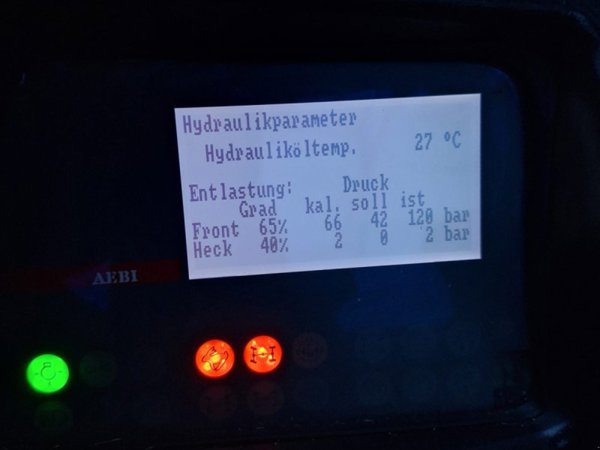 Hydraulikparameter
Hydrauliköltemp. 27 °C
Entlastung: Druck
Grad kal. soll ist
Front 65% 66 42 120 bar
Heck 40% 2 0 2 bar
AEBI